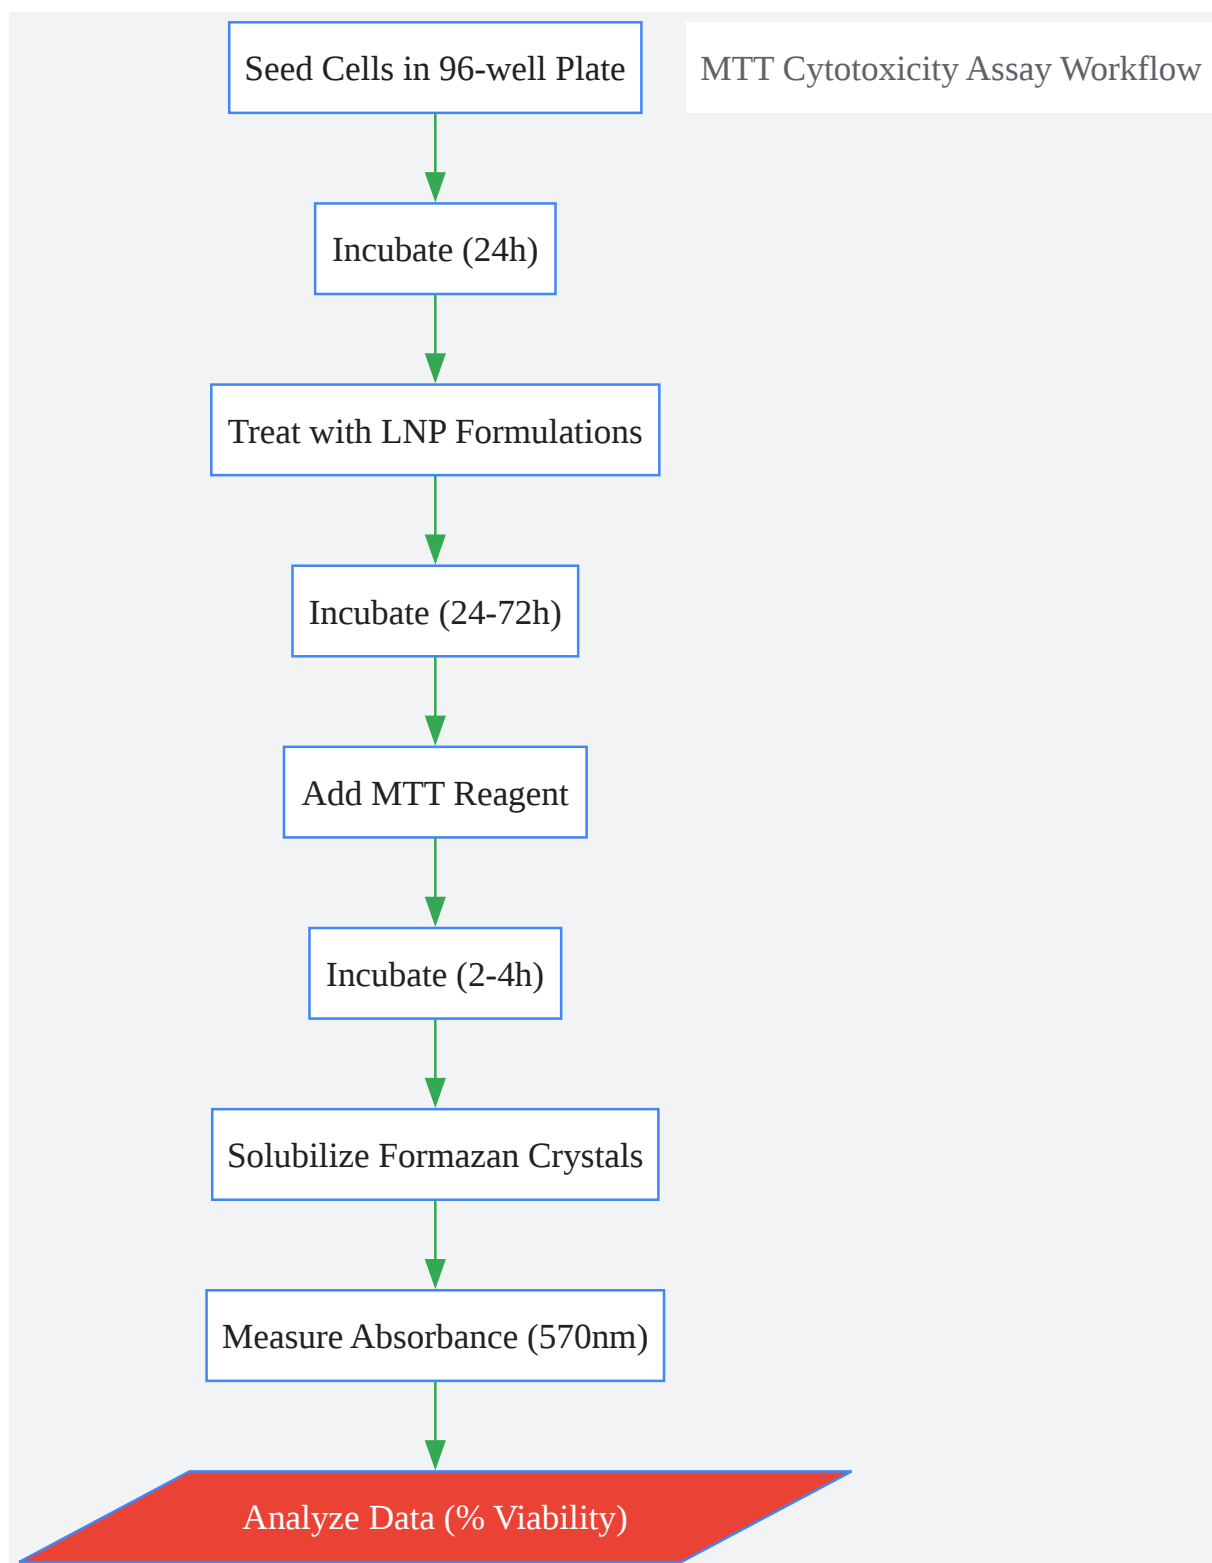 Seed Cells in 96-well Plate
MTT Cytotoxicity Assay Workflow
Incubate (24h)
Treat with LNP Formulations
Incubate (24-72h)
Add MTT Reagent
Incubate (2-4h)
Solubilize Formazan Crystals
Measure Absorbance (570nm)
Analyze Data (% Viability)